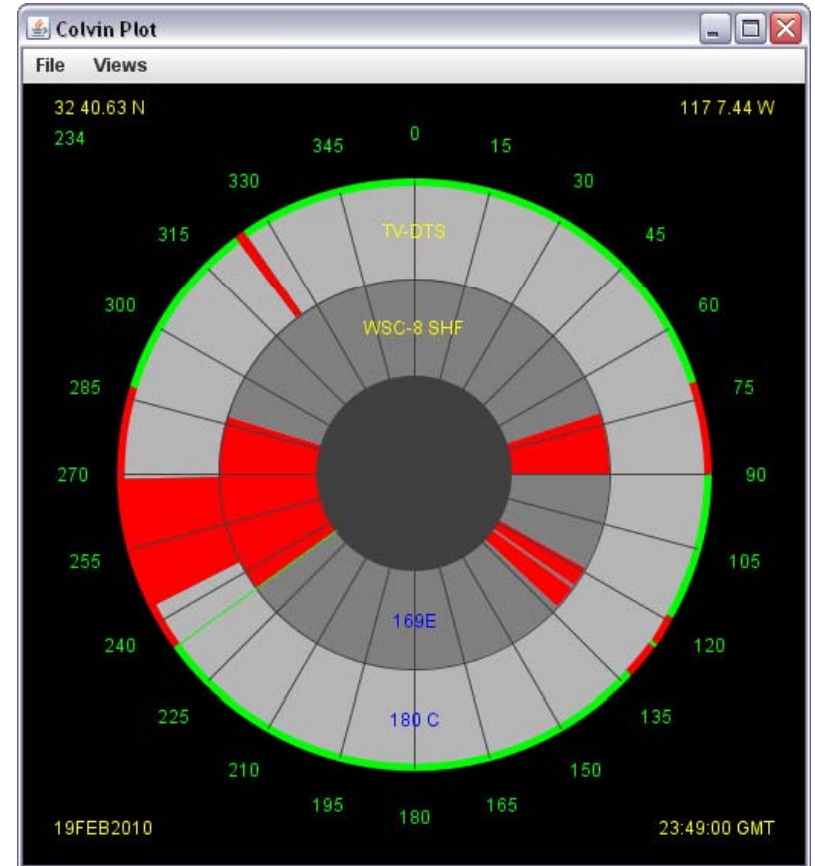 Colvin Plot
File Views
32 40.63 N
117 7.44 W
234
0
15
30
45
60
75
90
105
120
135
150
165
180
195
210
225
240
255
270
285
300
315
330
345
TV-DTS
WSC-8 SHF
169E
180 C
19FEB2010
23:49:00 GMT